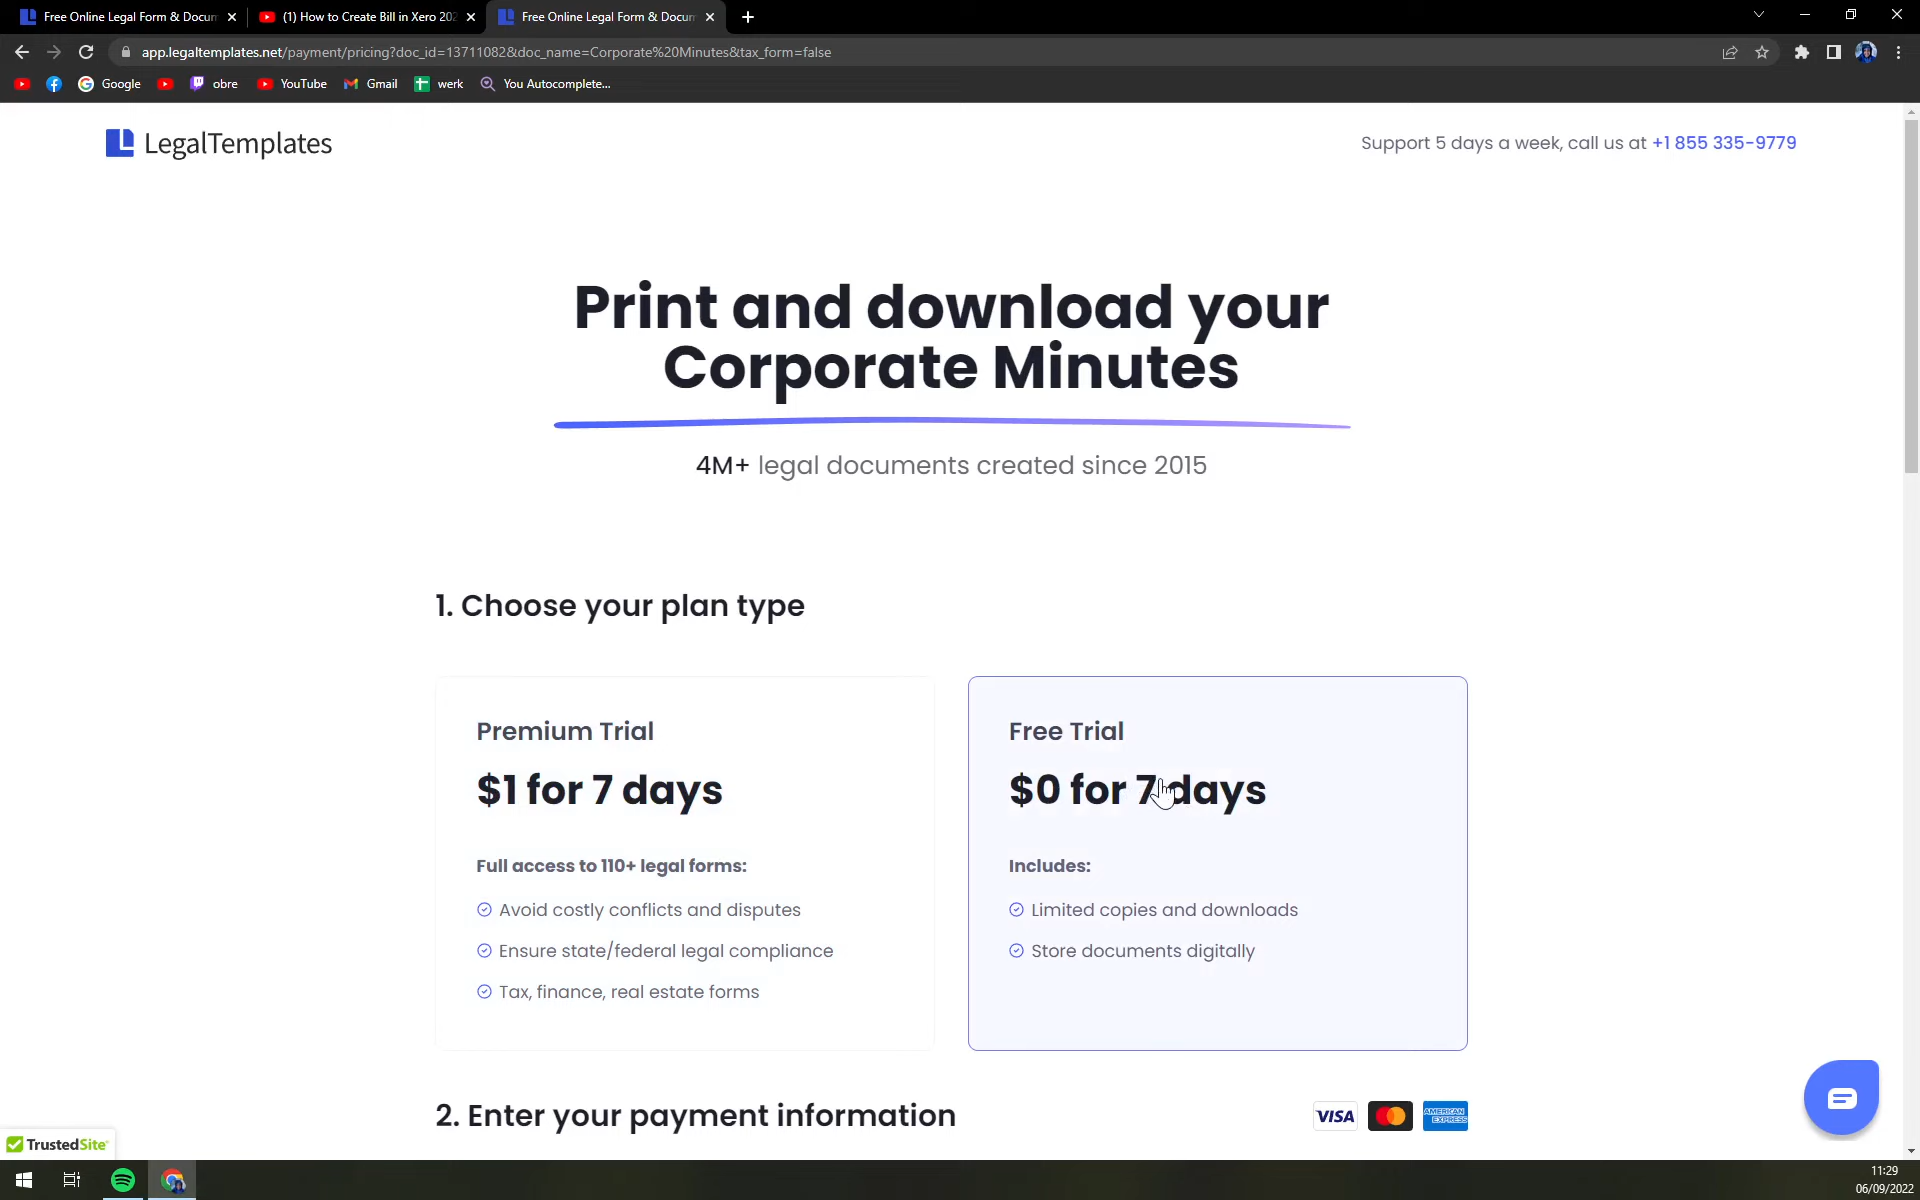 Free Online Legal Form & Docum
(1) How to Create Bill in Xero 202
Free Online Legal Form & Docum
app.legaltemplates.net/payment/pricing?doc_id=13711082&doc_name=Corporate%20Minutes&tax_form=false
Google
obre
YouTube
Gmail
werk
You Autocomplete...
LegalTemplates
Support 5 days a week, call us at +1 855 335-9779
Print and download your
Corporate Minutes
4M+ legal documents created since 2015
1. Choose your plan type
Premium Trial
$1 for 7 days
Full access to 110+ legal forms:
Avoid costly conflicts and disputes
Ensure state/federal legal compliance
Tax, finance, real estate forms
Free Trial
$0 for 7 days
Includes:
Limited copies and downloads
Store documents digitally
2. Enter your payment information
VISA
AMERICAN
EXPRESS
TrustedSite
11:29
06/09/2022